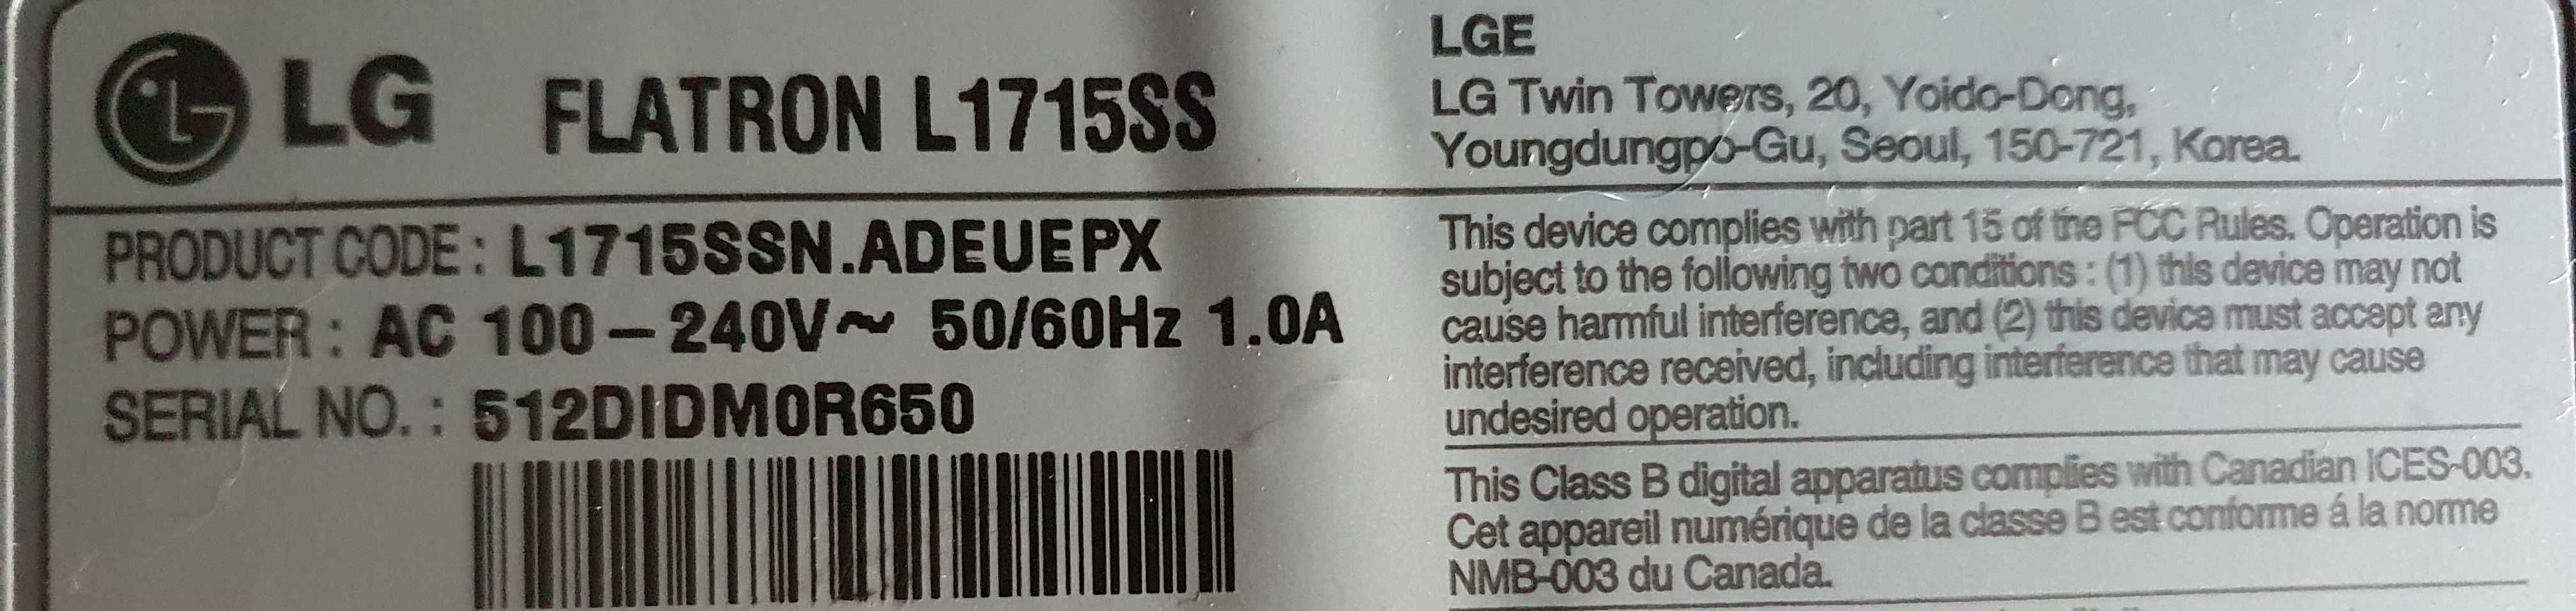 LG FLATRON L1715SS
PRODUCT CODE : L1715SSN.ADEUEPX
POWER : AC 100 – 240V~ 50/60Hz 1.0A
SERIAL NO. : 512DIDM0R650
LGE
LG Twin Towers, 20, Yoido-Dong,
Youngdungpo-Gu, Seoul, 150-721, Korea.
This device complies with part 15 of the FCC Rules. Operation is
subject to the following two conditions : (1) this device may not
cause harmful interference, and (2) this device must accept any
interference received, including interference that may cause
undesired operation.
This Class B digital apparatus complies with Canadian ICES-003.
Cet appareil numérique de la classe B est conforme á la norme
NMB-003 du Canada.